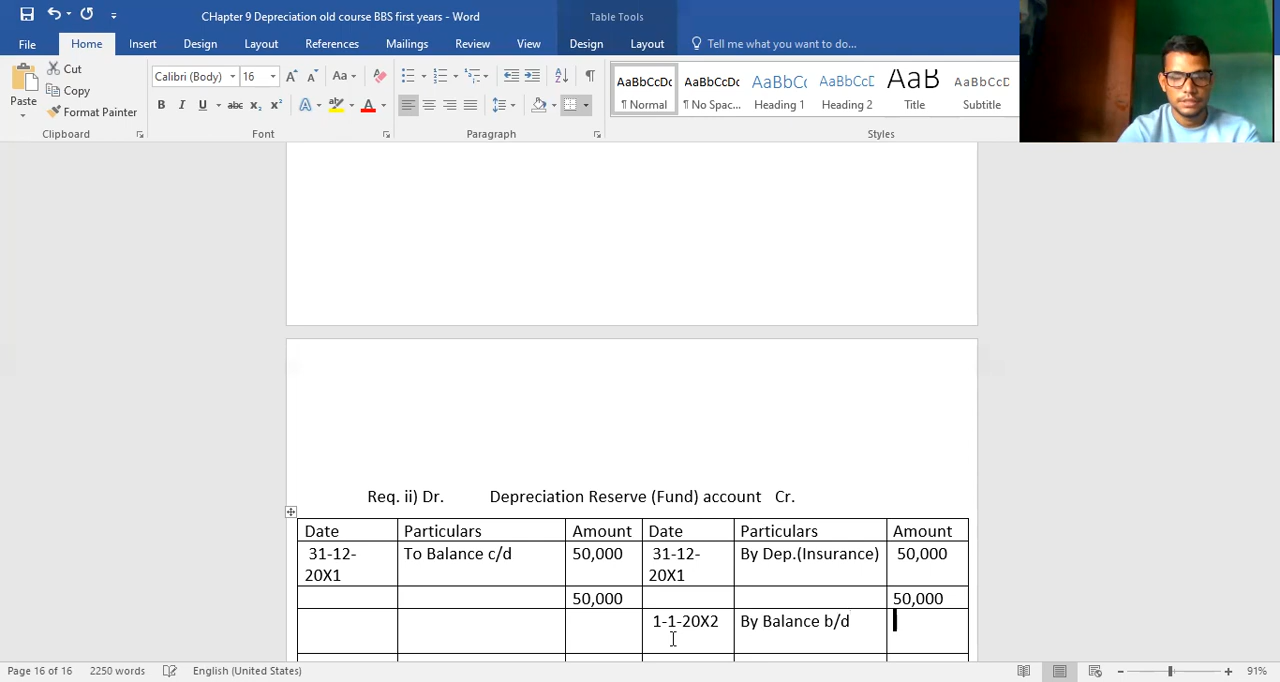 CHapter 9 Depreciation old course BBS first years - Word
Table Tools
File Home Insert Design Layout References Mailings Review View Design Layout Tell me what you want to do...
Paste
Cut
Copy
Format Painter
Clipboard
Calibri (Body) 16
Font
Paragraph
AaBbCcDc AaBbCcDc AaBbCc AaBbCcC AaB AaBbCcD
¶ Normal ¶ No Spac... Heading 1 Heading 2 Title Subtitle
Styles
Req. ii) Dr. Depreciation Reserve (Fund) account Cr.
Date Particulars Amount Date Particulars Amount
31-12- To Balance c/d 50,000 31-12- By Dep.(Insurance) 50,000
20X1 20X1
50,000 50,000
1-1-20X2 By Balance b/d
Page 16 of 16 2250 words English (United States) 91%